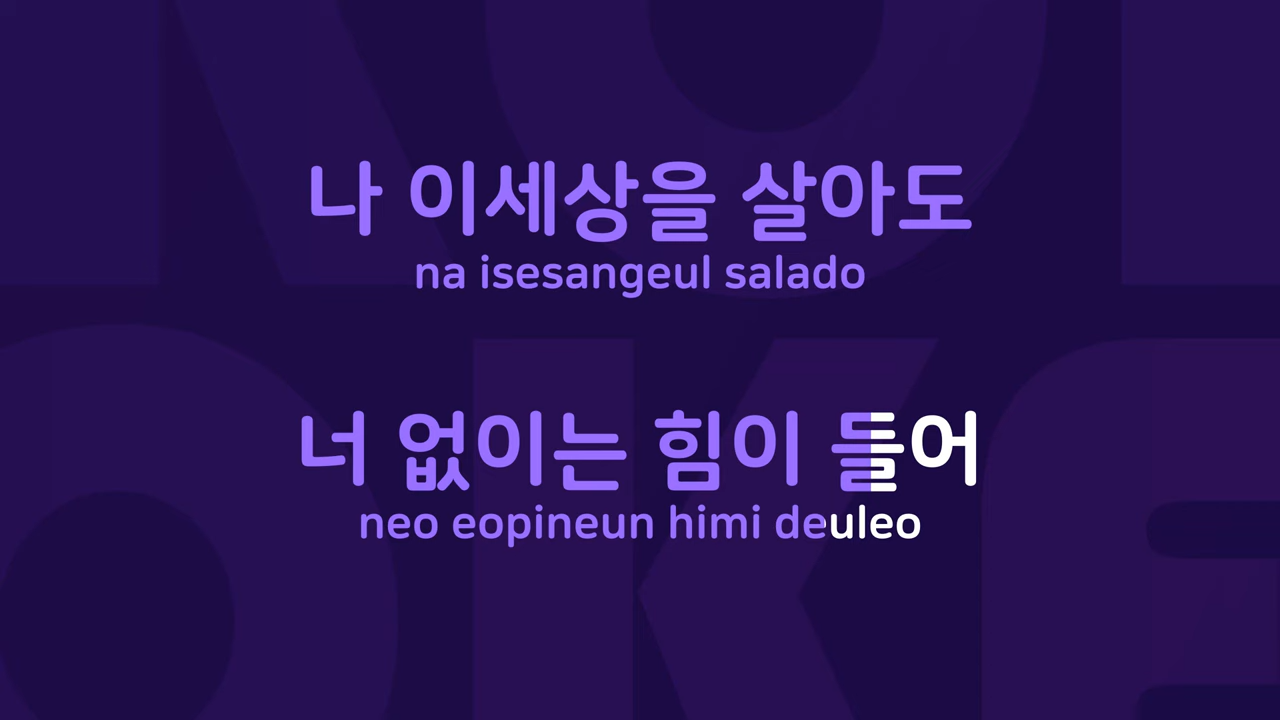 나 이세상을 살아도
na isesangeul salado
너 없이는 힘이 들어
neo eopineun himi deuleo